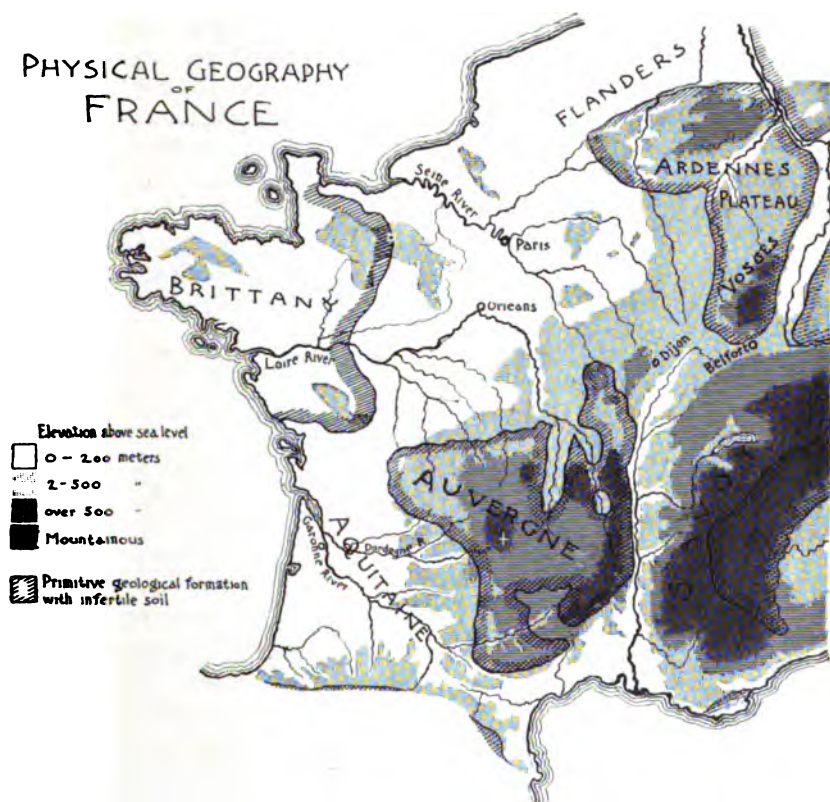 PHYSICAL GEOGRAPHY
OF
FRANCE
FLANDERS
ARDENNES
PLATEAU
Seine River
Paris
VOSGES
BRITTANY
Orleans
Dijon
Belfort
Loire River
Elevation above sea level
0 - 200 meters
2-500 "
over 500 "
Mountainous
Primitive geological formation
with infertile soil
AUVERGNE
AQUITAINE
Dordogne R
Garonne River
S